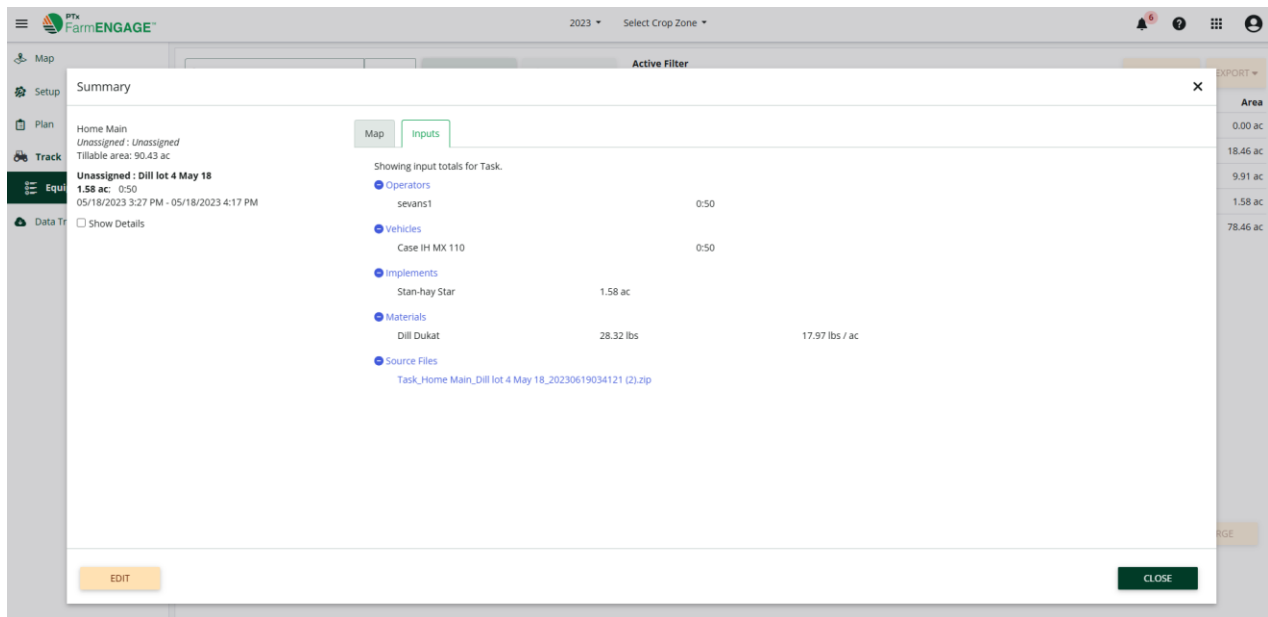 PTx
FarmENGAGE
2023
Select Crop Zone
6
Map
Setup
Plan
Track
Equi
Data Tr
Active Filter
EXPORT
Area
0.00 ac
18.46 ac
9.91 ac
1.58 ac
78.46 ac
Summary
Home Main
Unassigned : Unassigned
Tillable area: 90.43 ac
Unassigned : Dill lot 4 May 18
1.58 ac: 0:50
05/18/2023 3:27 PM - 05/18/2023 4:17 PM
Show Details
Map Inputs
Showing input totals for Task.
Operators
sevans1 0:50
Vehicles
Case IH MX 110 0:50
Implements
Stan-hay Star 1.58 ac
Materials
Dill Dukat 28.32 lbs 17.97 lbs / ac
Source Files
Task_Home Main_Dill lot 4 May 18_20230619034121 (2).zip
RGE
EDIT
CLOSE